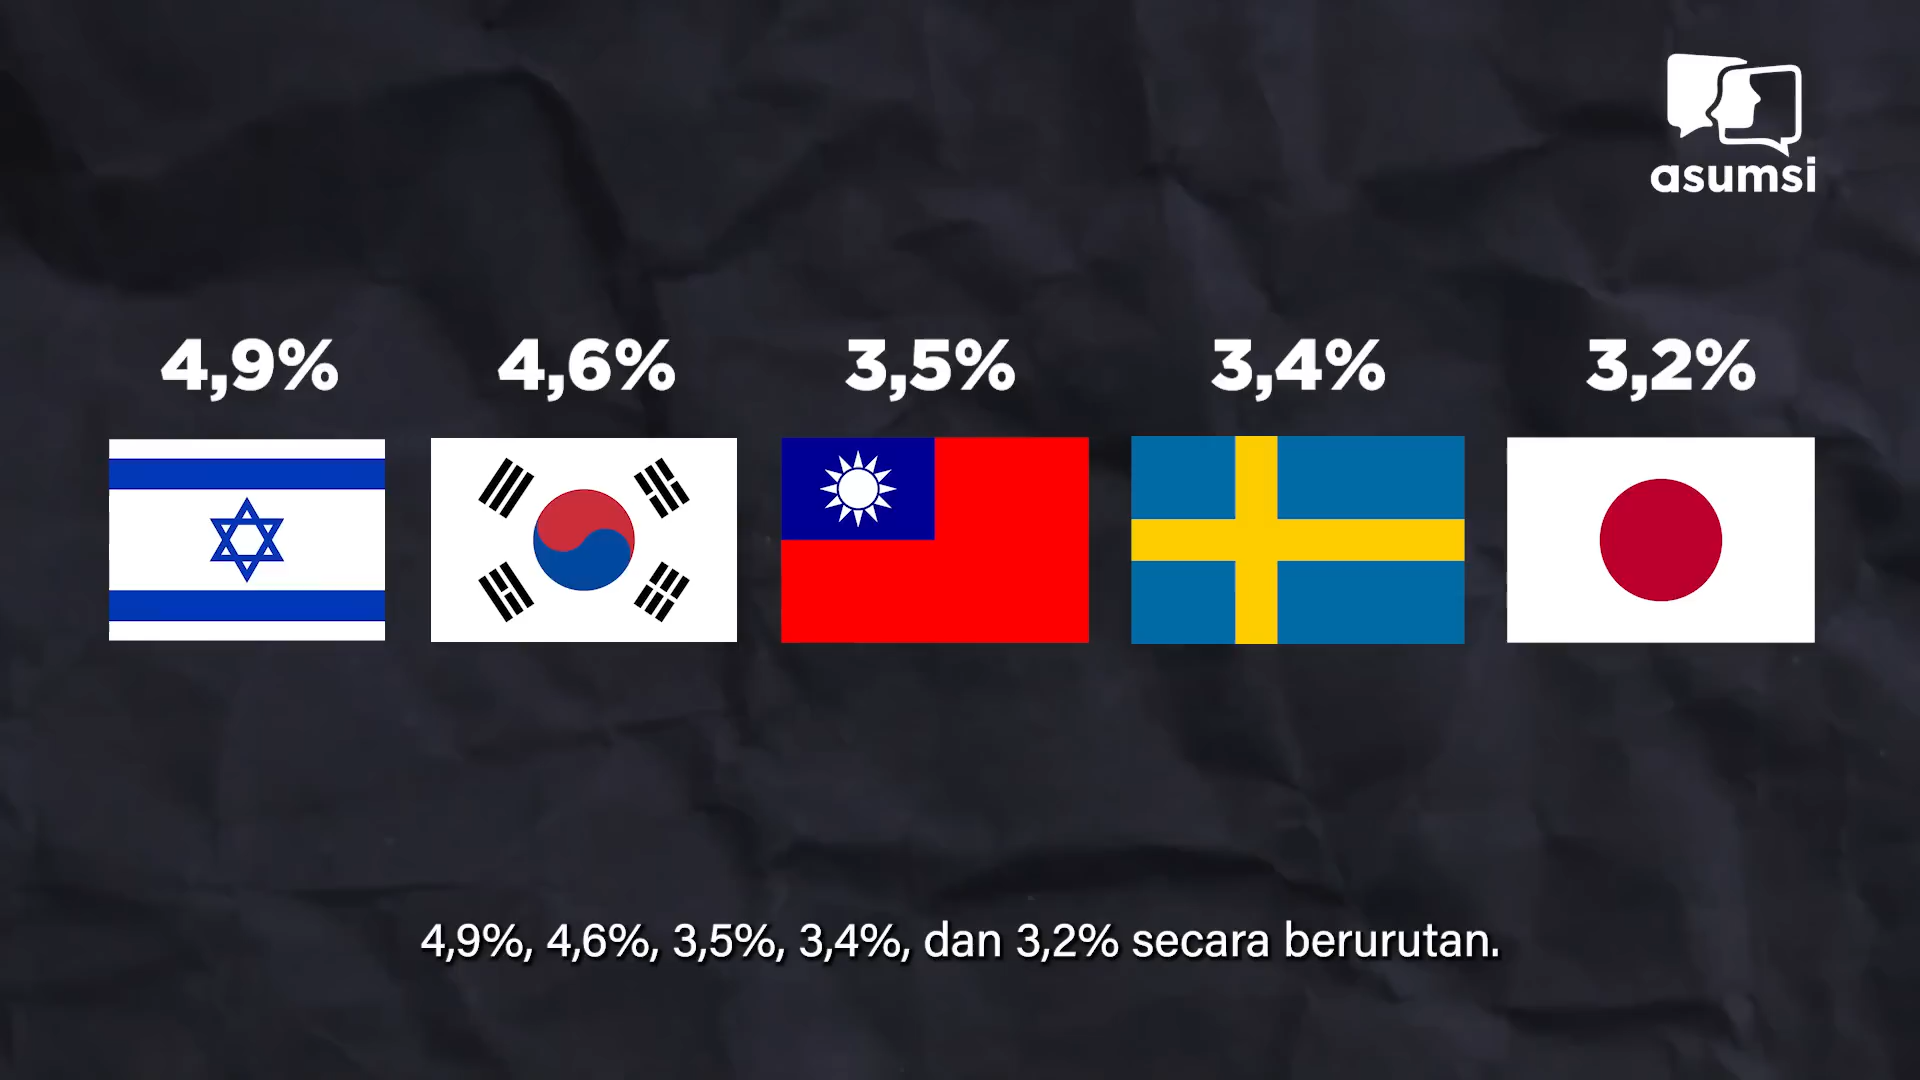 asumsi
4,9% 4,6% 3,5% 3,4% 3,2%
4,9%, 4,6%, 3,5%, 3,4%, dan 3,2% secara berurutan.